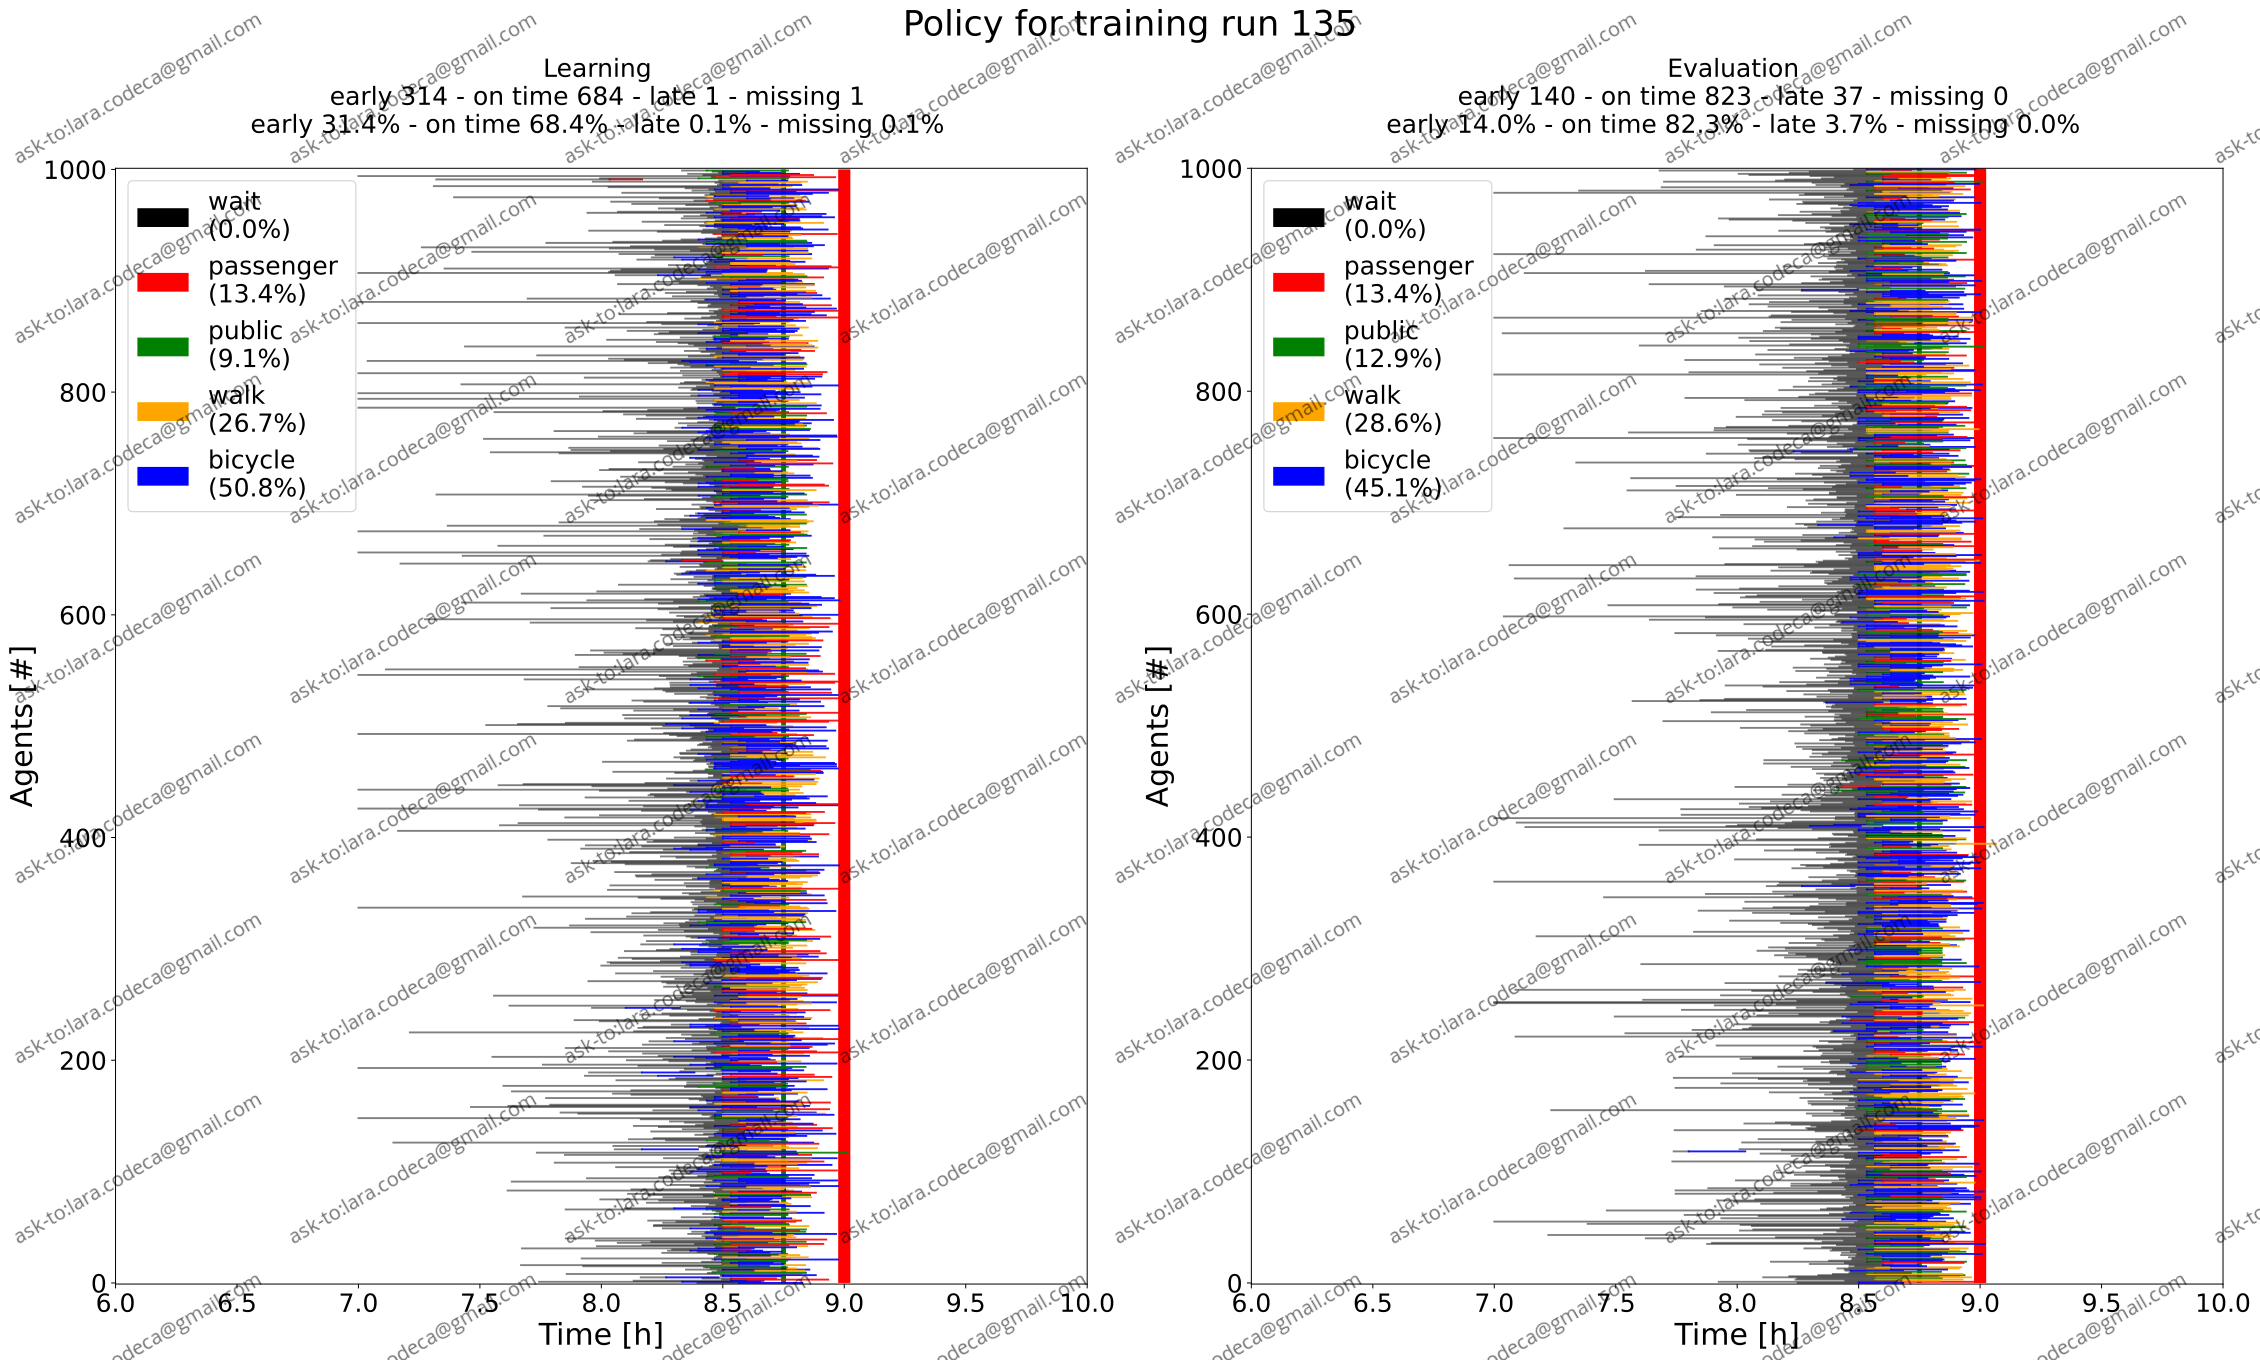 Policy for training run 135
Learning
early 314 - on time 684 - late 1 - missing 1
early 31.4% - on time 68.4% - late 0.1% - missing 0.1%
Evaluation
early 140 - on time 823 - late 37 - missing 0
early 14.0% - on time 82.3% - late 3.7% - missing 0.0%
Agents [#]
1000
800
600
400
200
0
wait
(0.0%)
passenger
(13.4%)
public
(9.1%)
walk
(26.7%)
bicycle
(50.8%)
6.0 6.5 7.0 7.5 8.0 8.5 9.0 9.5 10.0
Time [h]
Agents [#]
1000
800
600
400
200
0
wait
(0.0%)
passenger
(13.4%)
public
(12.9%)
walk
(28.6%)
bicycle
(45.1%)
6.0 6.5 7.0 7.5 8.0 8.5 9.0 9.5 10.0
Time [h]
ask-to:lara.codeca@gmail.com